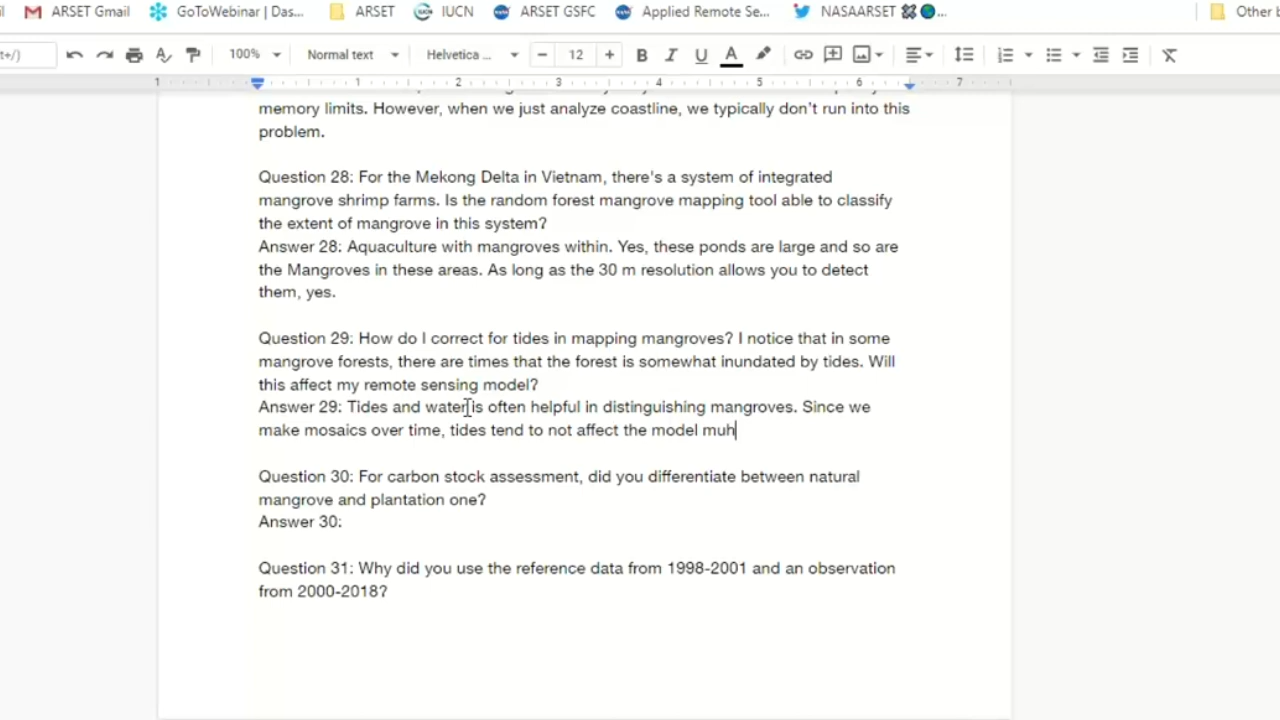 ARSET Gmail GoToWebinar | Das... ARSET IUCN ARSET GSFC Applied Remote Se... NASAARSET Other b
t+/) 100% Normal text Helvetica ... − 12 + B I U A
1 1 2 3 4 5 6 7
memory limits. However, when we just analyze coastline, we typically don't run into this
problem.
Question 28: For the Mekong Delta in Vietnam, there's a system of integrated
mangrove shrimp farms. Is the random forest mangrove mapping tool able to classify
the extent of mangrove in this system?
Answer 28: Aquaculture with mangroves within. Yes, these ponds are large and so are
the Mangroves in these areas. As long as the 30 m resolution allows you to detect
them, yes.
Question 29: How do I correct for tides in mapping mangroves? I notice that in some
mangrove forests, there are times that the forest is somewhat inundated by tides. Will
this affect my remote sensing model?
Answer 29: Tides and water is often helpful in distinguishing mangroves. Since we
make mosaics over time, tides tend to not affect the model muh
Question 30: For carbon stock assessment, did you differentiate between natural
mangrove and plantation one?
Answer 30:
Question 31: Why did you use the reference data from 1998-2001 and an observation
from 2000-2018?